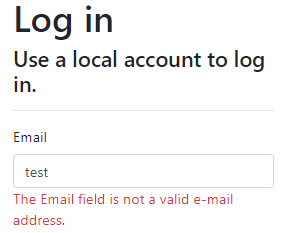 Log in
Use a local account to log
in.
Email
test
The Email field is not a valid e-mail
address.